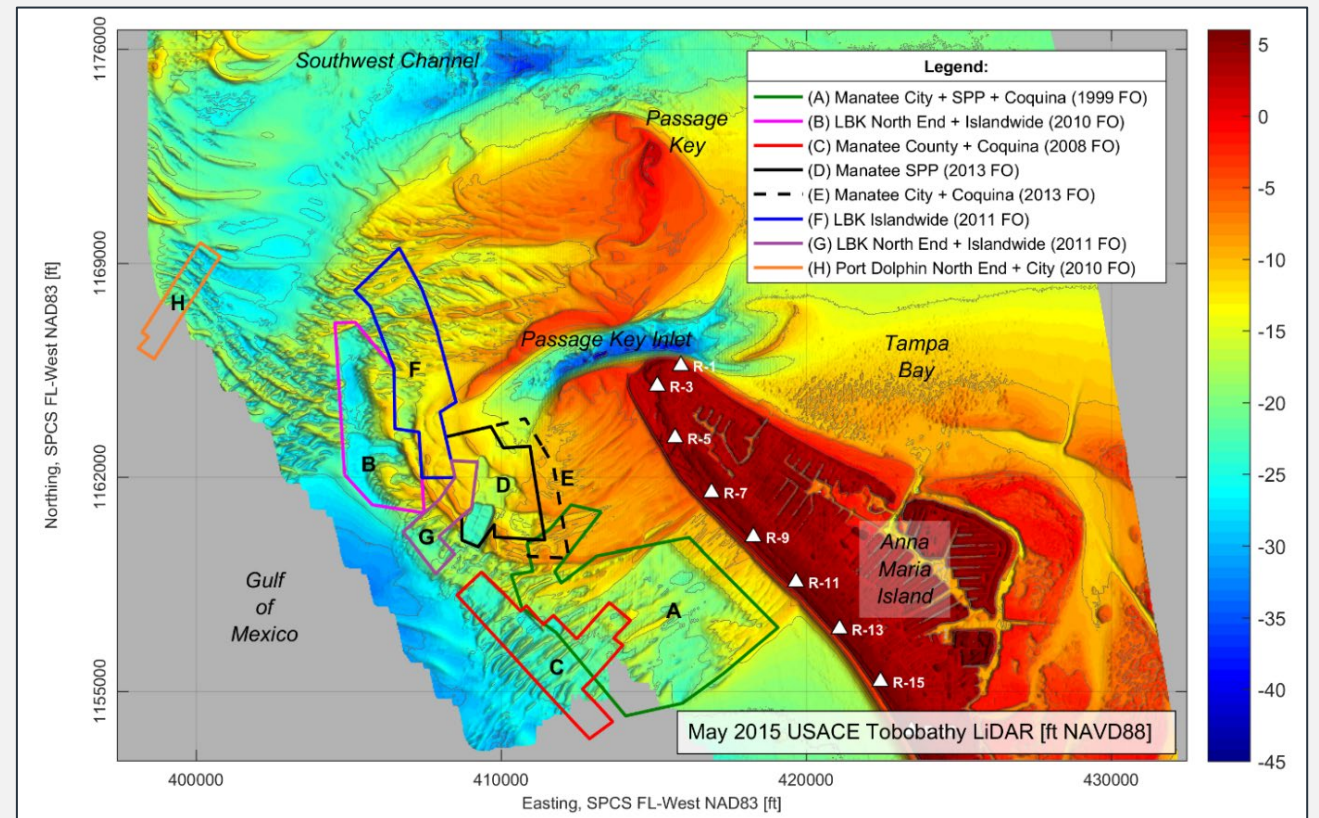 Southwest Channel
Passage
Key
Legend:
(A) Manatee City + SPP + Coquina (1999 FO)
(B) LBK North End + Islandwide (2010 FO)
(C) Manatee County + Coquina (2008 FO)
(D) Manatee SPP (2013 FO)
(E) Manatee City + Coquina (2013 FO)
(F) LBK Islandwide (2011 FO)
(G) LBK North End + Islandwide (2011 FO)
(H) Port Dolphin North End + City (2010 FO)
H
Passage Key Inlet
Tampa
Bay
R-1
R-3
F
R-5
B
D
E
R-7
G
R-9
Anna
Maria
Island
Gulf
of
Mexico
R-11
A
R-13
C
R-15
May 2015 USACE Tobobathy LiDAR [ft NAVD88]
1176000
1169000
1162000
1155000
Northing, SPCS FL-West NAD83 [ft]
400000
410000
420000
430000
Easting, SPCS FL-West NAD83 [ft]
5
0
-5
-10
-15
-20
-25
-30
-35
-40
-45